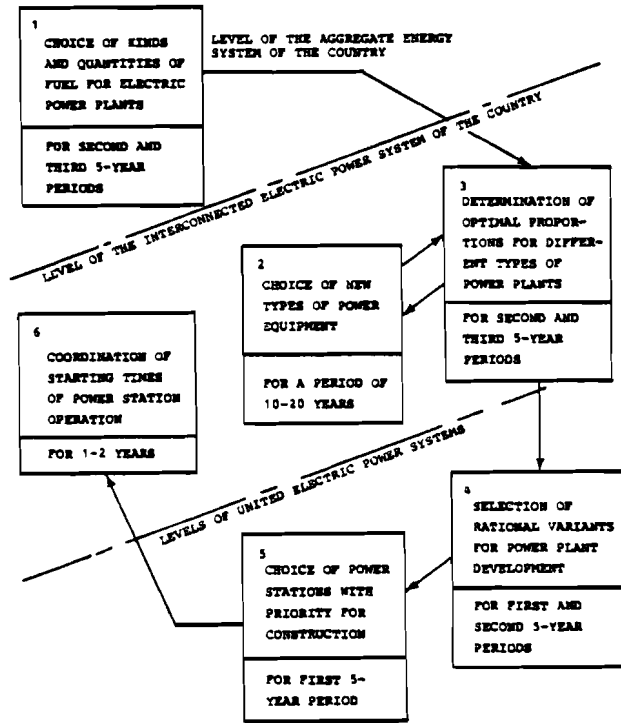 1
CHOICE OF KINDS
AND QUANTITIES OF
FUEL FOR ELECTRIC
POWER PLANTS
FOR SECOND AND
THIRD 5-YEAR
PERIODS
LEVEL OF THE AGGREGATE ENERGY
SYSTEM OF THE COUNTRY
LEVEL OF THE INTERCONNECTED ELECTRIC POWER SYSTEM OF THE COUNTRY
2
CHOICE OF NEW
TYPES OF POWER
EQUIPMENT
FOR A PERIOD OF
10-20 YEARS
3
DETERMINATION OF
OPTIMAL PROPOR-
TIONS FOR DIFFER-
ENT TYPES OF
POWER PLANTS
FOR SECOND AND
THIRD 5-YEAR
PERIODS
LEVELS OF UNITED ELECTRIC POWER SYSTEMS
4
SELECTION OF
RATIONAL VARIANTS
FOR POWER PLANT
DEVELOPMENT
FOR FIRST AND
SECOND 5-YEAR
PERIODS
5
CHOICE OF POWER
STATIONS WITH
PRIORITY FOR
CONSTRUCTION
FOR FIRST 5-
YEAR PERIOD
6
COORDINATION OF
STARTING TIMES
OF POWER STATION
OPERATION
FOR 1-2 YEARS